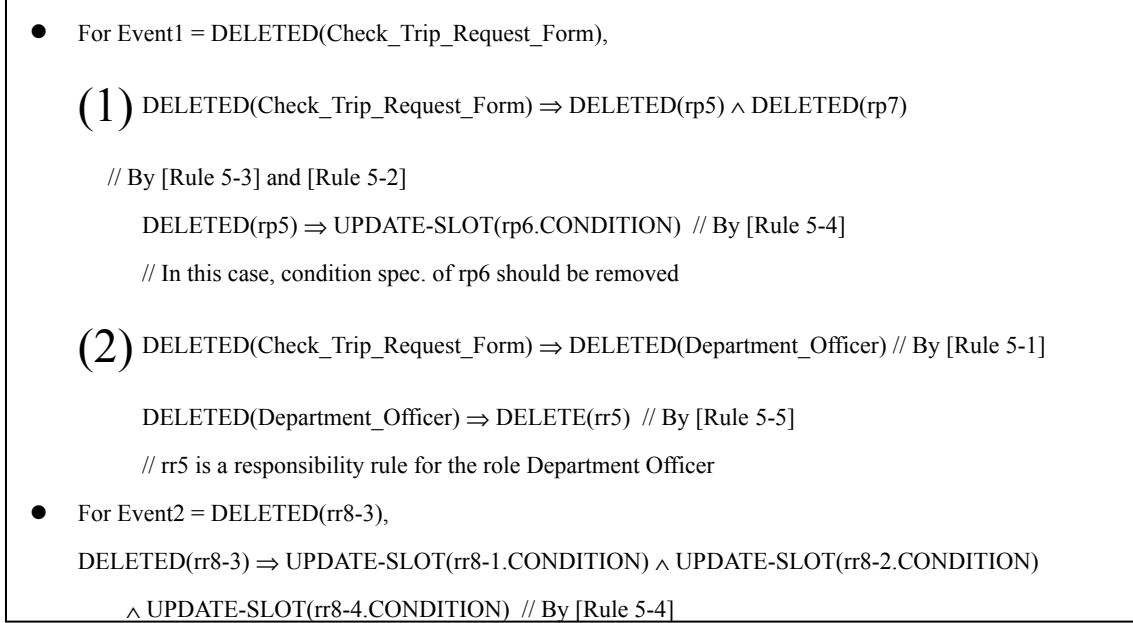 ● For Event1 = DELETED(Check_Trip_Request_Form),
(1) DELETED(Check_Trip_Request_Form) ⇒ DELETED(rp5) ∧ DELETED(rp7)
// By [Rule 5-3] and [Rule 5-2]
DELETED(rp5) ⇒ UPDATE-SLOT(rp6.CONDITION) // By [Rule 5-4]
// In this case, condition spec. of rp6 should be removed
(2) DELETED(Check_Trip_Request_Form) ⇒ DELETED(Department_Officer) // By [Rule 5-1]
DELETED(Department_Officer) ⇒ DELETE(rr5) // By [Rule 5-5]
// rr5 is a responsibility rule for the role Department Officer
● For Event2 = DELETED(rr8-3),
DELETED(rr8-3) ⇒ UPDATE-SLOT(rr8-1.CONDITION) ∧ UPDATE-SLOT(rr8-2.CONDITION)
∧ UPDATE-SLOT(rr8-4.CONDITION) // By [Rule 5-4]